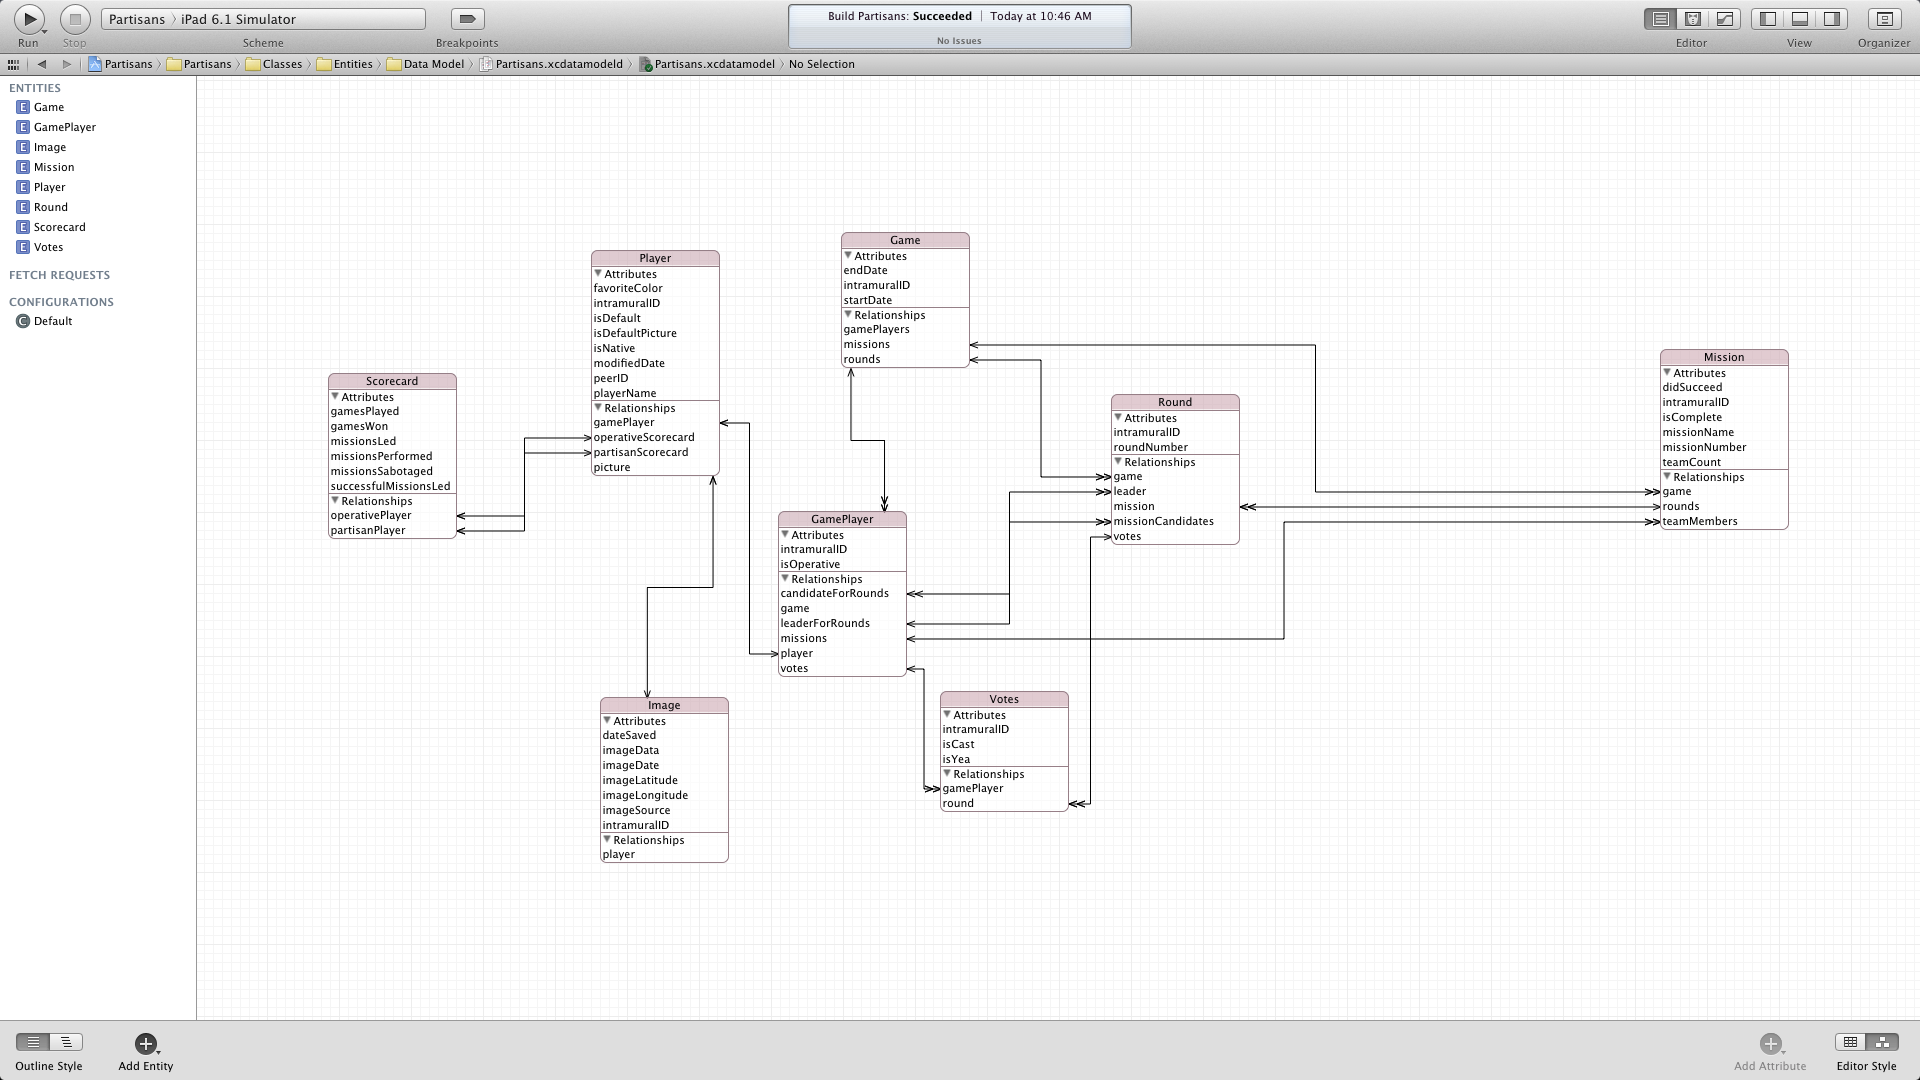 Partisans 〉 iPad 6.1 Simulator
Build Partisans: Succeeded | Today at 10:46 AM
No Issues
Run
Stop
Scheme
Breakpoints
Editor
View
Organizer
Partisans 〉 Partisans 〉 Classes 〉 Entities 〉 Data Model 〉 Partisans.xcdatamodeld 〉 Partisans.xcdatamodel 〉 No Selection
ENTITIES
E Game
E GamePlayer
E Image
E Mission
E Player
E Round
E Scorecard
E Votes
FETCH REQUESTS
CONFIGURATIONS
C Default
Scorecard
Attributes
gamesPlayed
gamesWon
missionsLed
missionsPerformed
missionsSabotaged
successfulMissionsLed
Relationships
operativePlayer
partisanPlayer
Player
Attributes
favoriteColor
intramuralID
isDefault
isDefaultPicture
isNative
modifiedDate
peerID
playerName
Relationships
gamePlayer
operativeScorecard
partisanScorecard
picture
Game
Attributes
endDate
intramuralID
startDate
Relationships
gamePlayers
missions
rounds
Round
Attributes
intramuralID
roundNumber
Relationships
game
leader
mission
missionCandidates
votes
Mission
Attributes
didSucceed
intramuralID
isComplete
missionName
missionNumber
teamCount
Relationships
game
rounds
teamMembers
GamePlayer
Attributes
intramuralID
isOperative
Relationships
candidateForRounds
game
leaderForRounds
missions
player
votes
Image
Attributes
dateSaved
imageData
imageDate
imageLatitude
imageLongitude
imageSource
intramuralID
Relationships
player
Votes
Attributes
intramuralID
isCast
isYea
Relationships
gamePlayer
round
Outline Style
Add Entity
Add Attribute
Editor Style